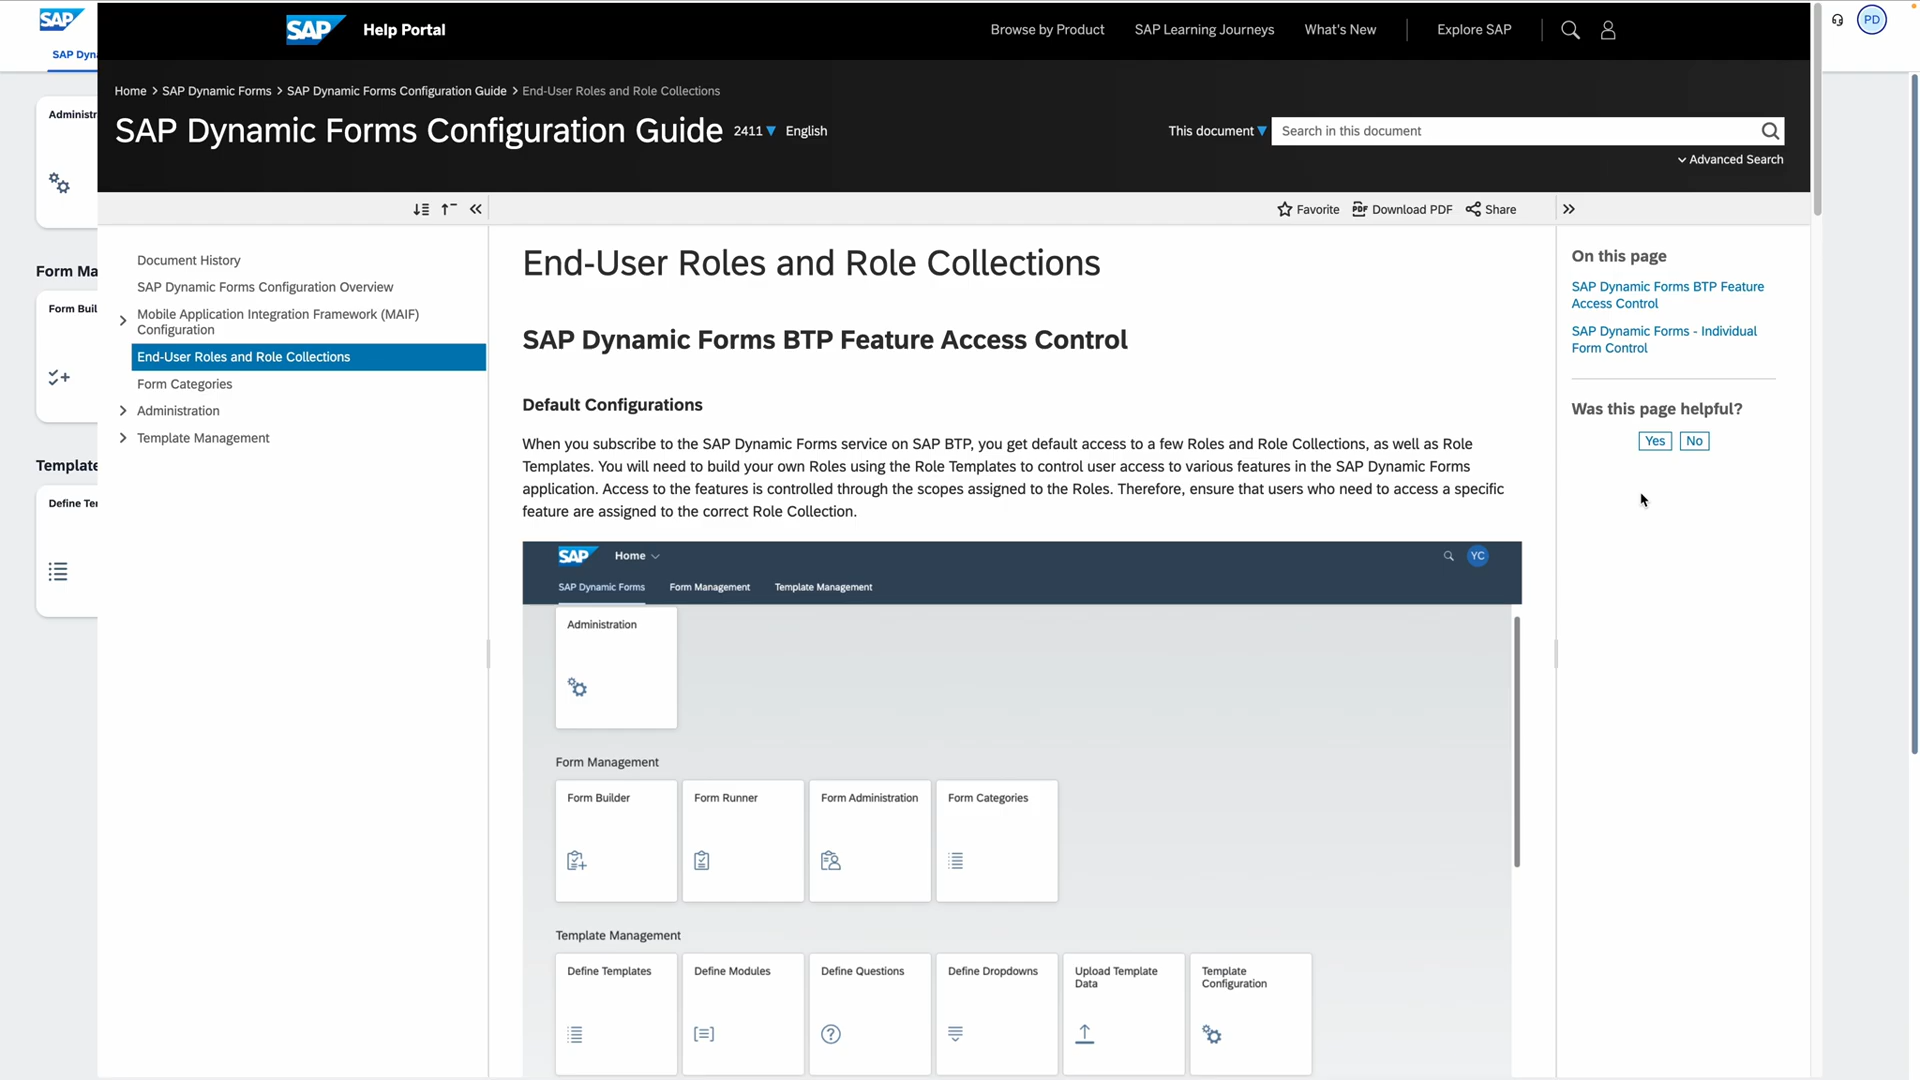 SAP
SAP Dyn
PD
Administr
Form Ma
Form Buil
Template
Define Ter
SAP Help Portal
Browse by Product SAP Learning Journeys What's New Explore SAP
Home > SAP Dynamic Forms > SAP Dynamic Forms Configuration Guide > End-User Roles and Role Collections
SAP Dynamic Forms Configuration Guide 2411 English
This document Search in this document
Advanced Search
Favorite PDF Download PDF Share
Document History
SAP Dynamic Forms Configuration Overview
Mobile Application Integration Framework (MAIF)
Configuration
End-User Roles and Role Collections
Form Categories
Administration
Template Management
End-User Roles and Role Collections
SAP Dynamic Forms BTP Feature Access Control
Default Configurations
When you subscribe to the SAP Dynamic Forms service on SAP BTP, you get default access to a few Roles and Role Collections, as well as Role
Templates. You will need to build your own Roles using the Role Templates to control user access to various features in the SAP Dynamic Forms
application. Access to the features is controlled through the scopes assigned to the Roles. Therefore, ensure that users who need to access a specific
feature are assigned to the correct Role Collection.
SAP Home YC
SAP Dynamic Forms Form Management Template Management
Administration
Form Management
Form Builder Form Runner Form Administration Form Categories
Template Management
Define Templates Define Modules Define Questions Define Dropdowns Upload Template Template
Data Configuration
On this page
SAP Dynamic Forms BTP Feature
Access Control
SAP Dynamic Forms - Individual
Form Control
Was this page helpful?
Yes No